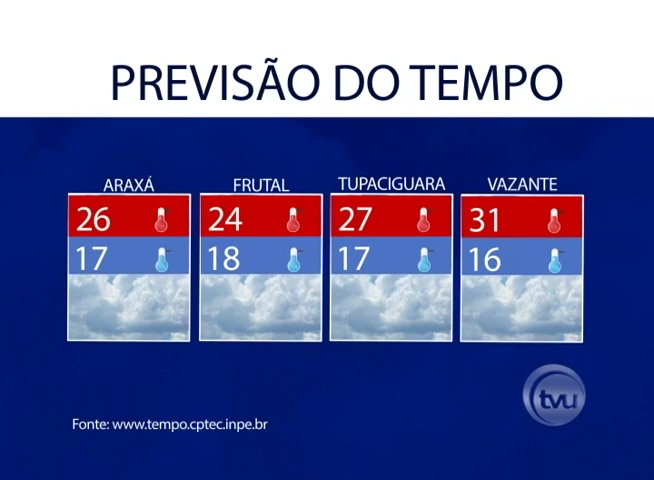 PREVISÃO DO TEMPO
ARAXÁ FRUTAL TUPACIGUARA VAZANTE
26 24 27 31
17 18 17 16
tvu
Fonte: www.tempo.cptec.inpe.br